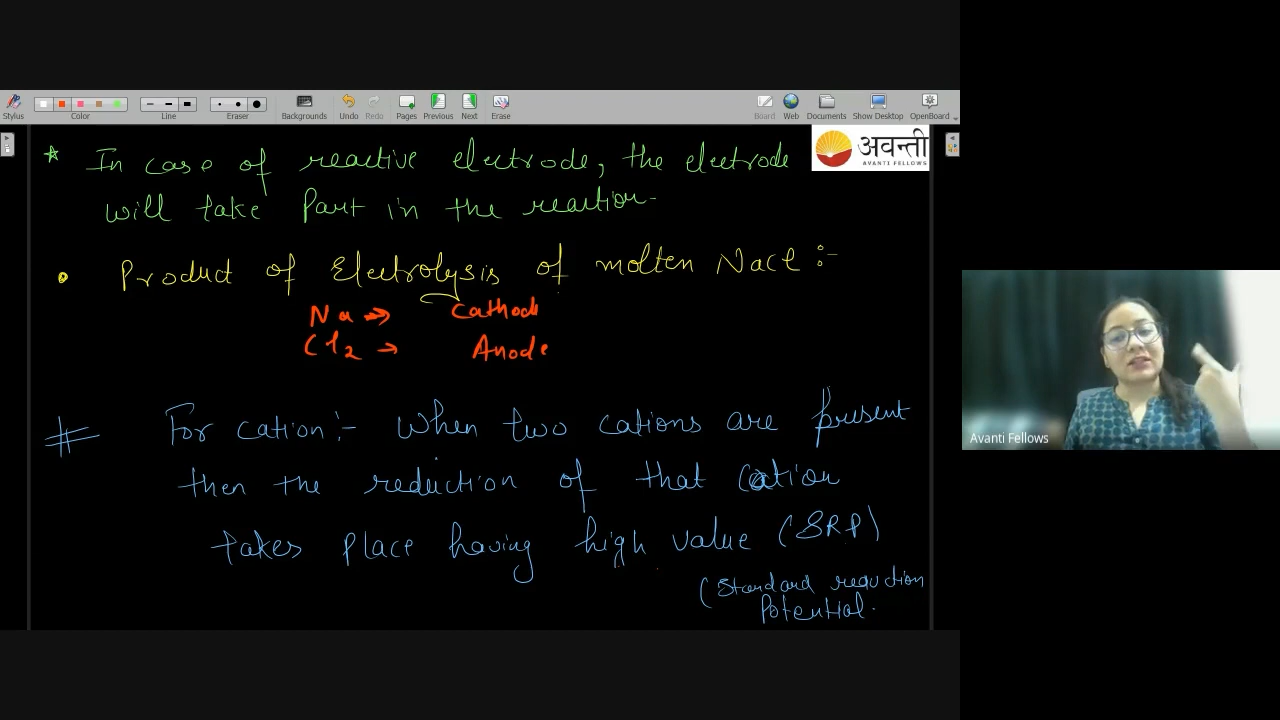 Stylus
Color
Line
Eraser
Backgrounds
Undo
Redo
Pages
Previous
Next
Erase
Board
Web
Documents
Show Desktop
OpenBoard
अवन्ती
AVANTI FELLOWS
* In case of reactive electrode, the electrode
will take Part in the reaction-
• Product of Electrolysis of molten NaCl :-
Na → Cathode
Cl2 → Anode
# For cation :- When two cations are present
then the reduction of that cation
takes place having high value (SRP)
(Standard reduction
Potential.
Avanti Fellows